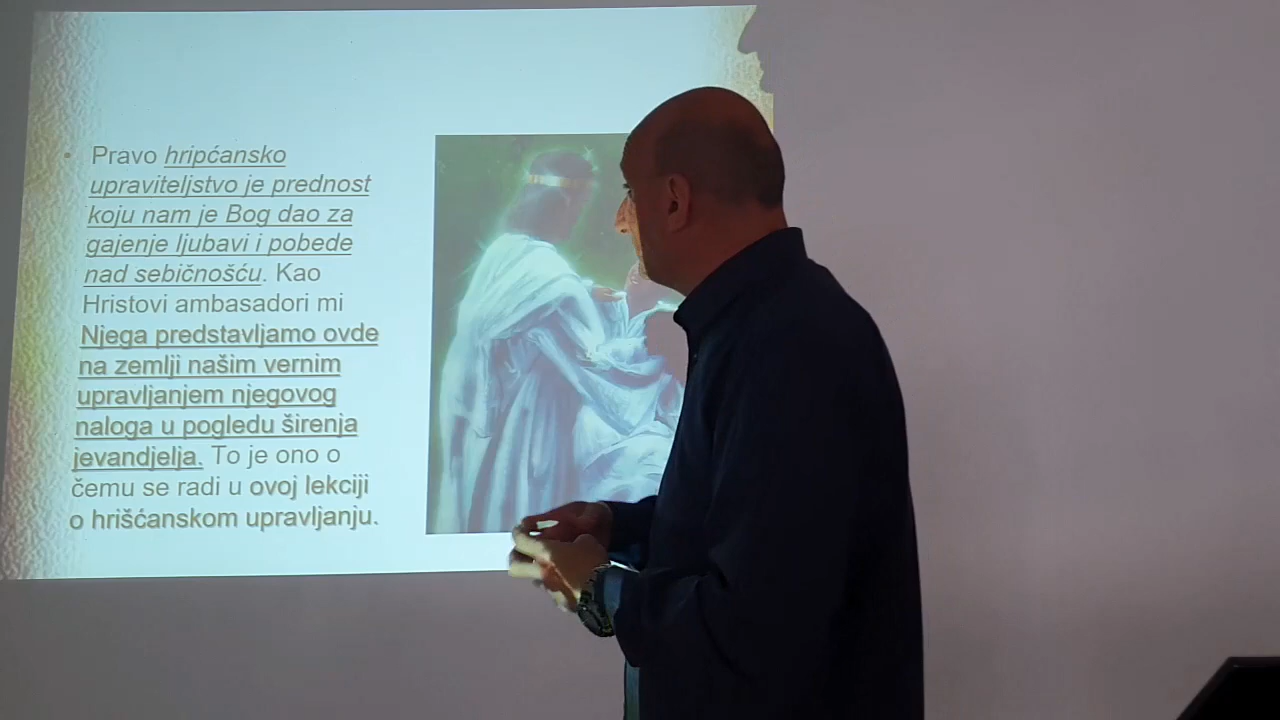 • Pravo hripćansko
upraviteljstvo je prednost
koju nam je Bog dao za
gajenje ljubavi i pobede
nad sebičnošću. Kao
Hristovi ambasadori mi
Njega predstavljamo ovde
na zemlji našim vernim
upravljanjem njegovog
naloga u pogledu širenja
jevandjelja. To je ono o
čemu se radi u ovoj lekciji
o hrišćanskom upravljanju.